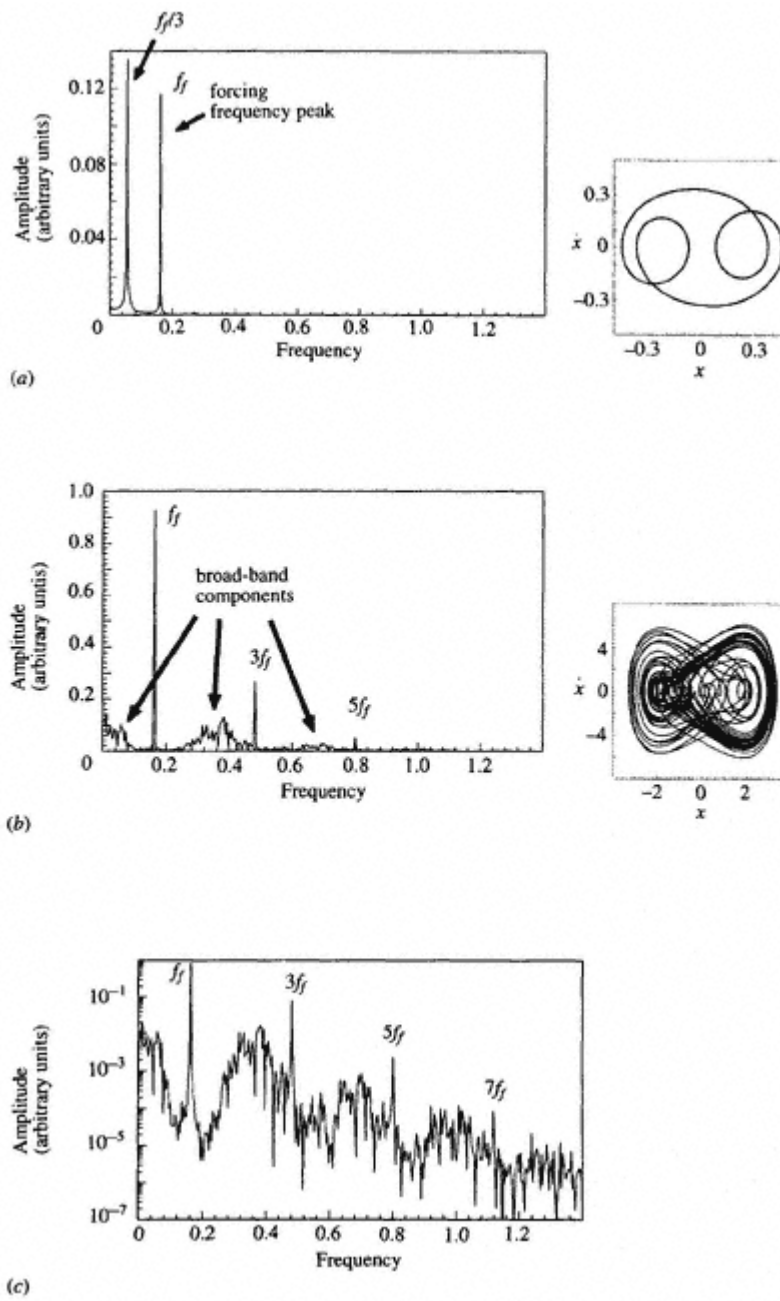 f_f/3
f_f
forcing
frequency peak
Amplitude
(arbitrary units)
0.12
0.08
0.04
0
0.2 0.4 0.6 0.8 1.0 1.2
Frequency
0.3
ẋ 0
−0.3
−0.3 0 0.3
x
(a)
1.0
0.8
0.6
0.4
0.2
0
Amplitude
(arbitrary untis)
f_f
broad-band
components
3f_f
5f_f
0.2 0.4 0.6 0.8 1.0 1.2
Frequency
4
ẋ 0
−4
−2 0 2
x
(b)
Amplitude
(arbitrary units)
10⁻¹
10⁻³
10⁻⁵
10⁻⁷
f_f
3f_f
5f_f
7f_f
0 0.2 0.4 0.6 0.8 1.0 1.2
Frequency
(c)